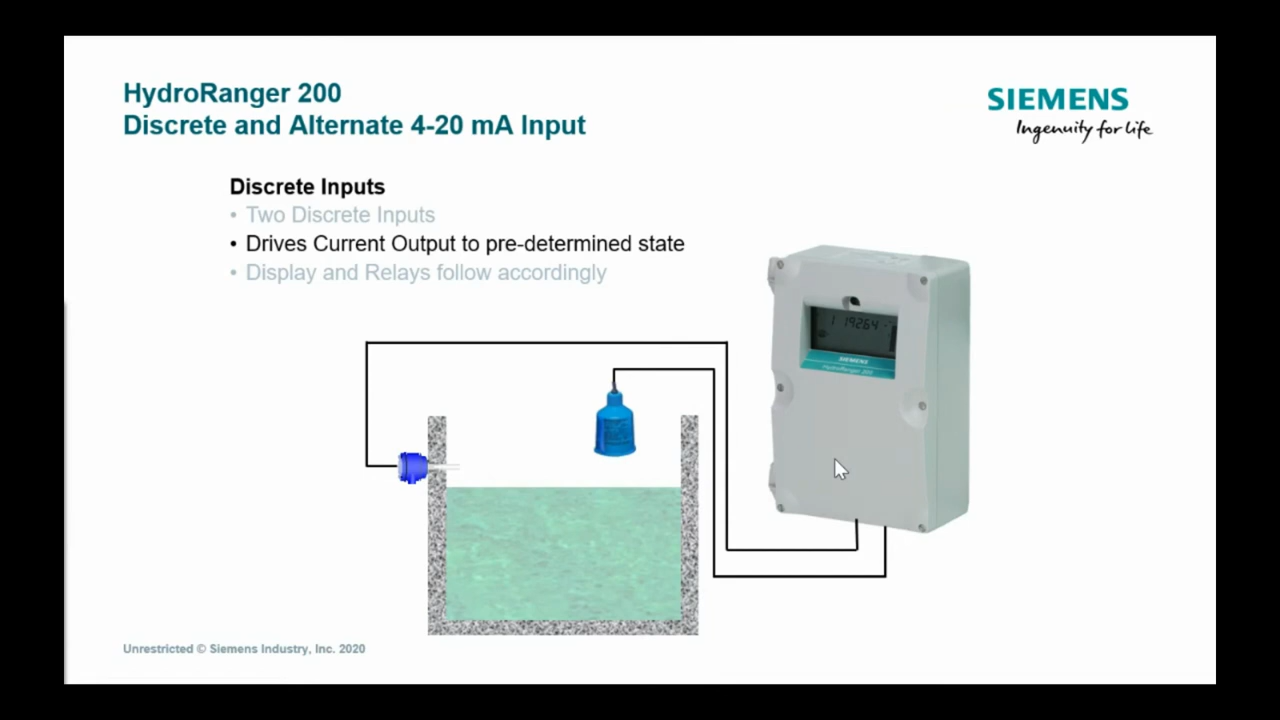 HydroRanger 200
Discrete and Alternate 4-20 mA Input
SIEMENS
Ingenuity for life
Discrete Inputs
• Two Discrete Inputs
• Drives Current Output to pre-determined state
• Display and Relays follow accordingly
1 19264
SIEMENS
HydroRanger 200
Unrestricted © Siemens Industry, Inc. 2020